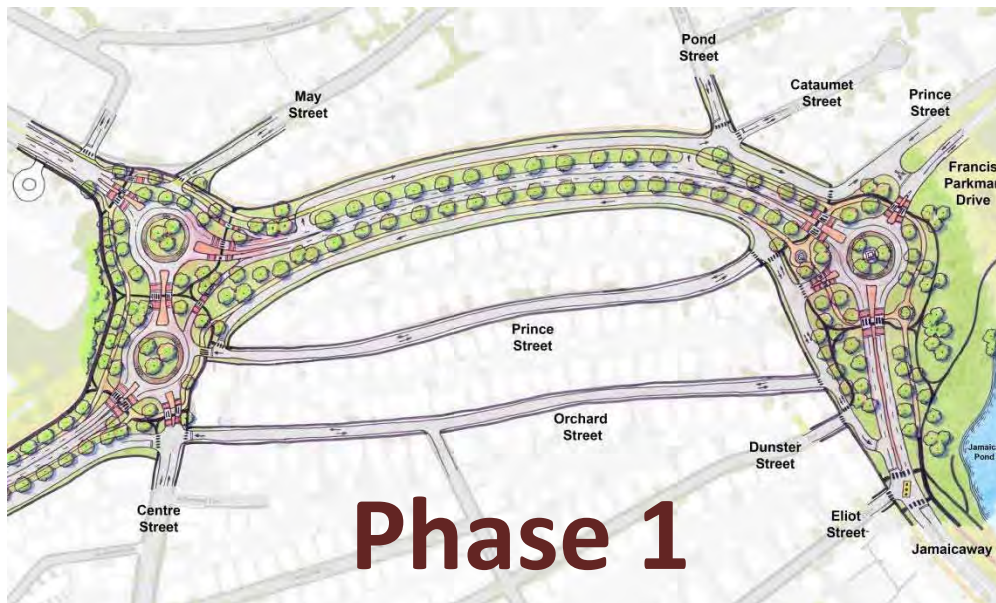 Pond
Street
Cataumet
Street
Prince
Street
May
Street
Francis
Parkman
Drive
Prince
Street
Orchard
Street
Dunster
Street
Jamaica
Pond
Centre
Street
Eliot
Street
Jamaicaway
Phase 1